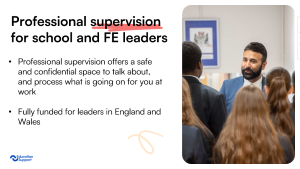 Professional supervision
for school and FE leaders
• Professional supervision offers a safe
and confidential space to talk about,
and process what is going on for you at
work
• Fully funded for leaders in England and
Wales
Education
Support